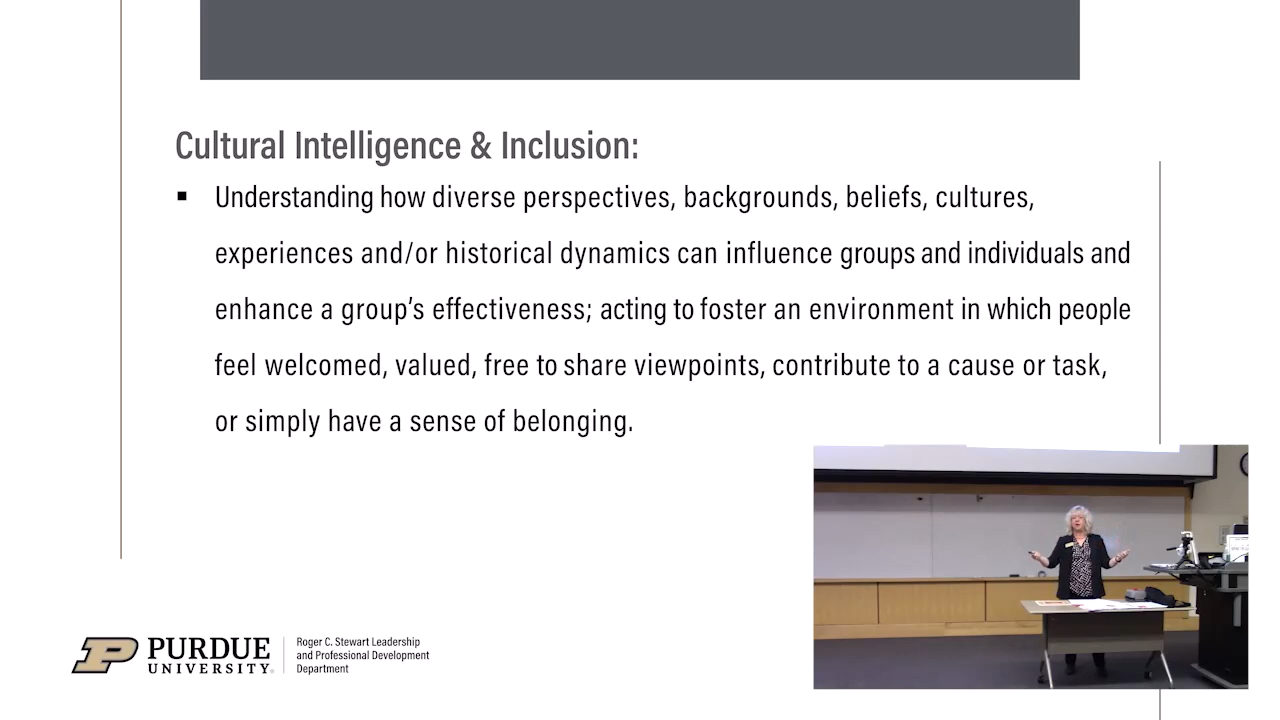 Cultural Intelligence & Inclusion:
▪ Understanding how diverse perspectives, backgrounds, beliefs, cultures,
experiences and/or historical dynamics can influence groups and individuals and
enhance a group’s effectiveness; acting to foster an environment in which people
feel welcomed, valued, free to share viewpoints, contribute to a cause or task,
or simply have a sense of belonging.
PURDUE
UNIVERSITY
Roger C. Stewart Leadership
and Professional Development
Department